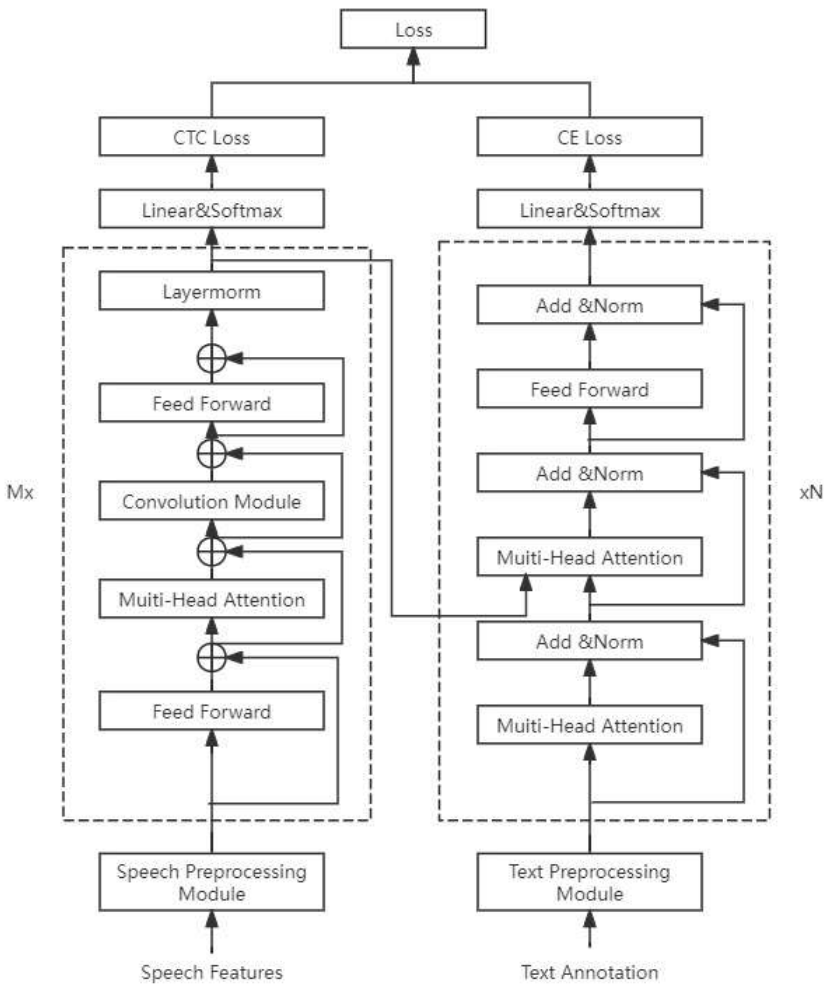 Loss
CTC Loss
CE Loss
Linear&Softmax
Linear&Softmax
Layermorm
Add &Norm
Feed Forward
Feed Forward
Add &Norm
Mx
Convolution Module
xN
Muiti-Head Attention
Muiti-Head Attention
Add &Norm
Feed Forward
Muiti-Head Attention
Speech Preprocessing
Module
Text Preprocessing
Module
Speech Features
Text Annotation